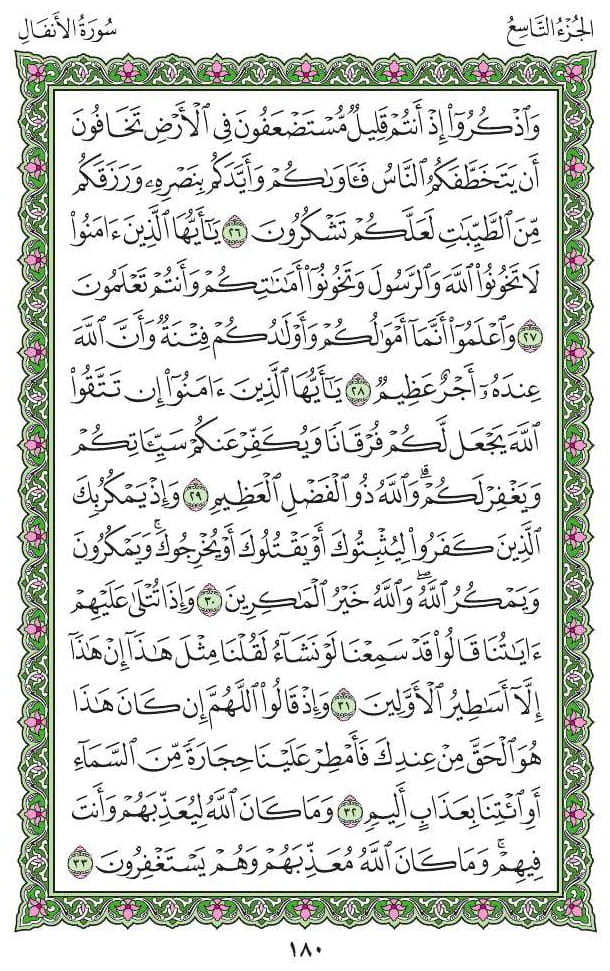 الجُزْءُ التَّاسِعُ
سُورَةُ الأَنفَالِ
وَٱذْكُرُوٓا۟ إِذْ أَنتُمْ قَلِيلٌ مُّسْتَضْعَفُونَ فِى ٱلْأَرْضِ تَخَافُونَ
أَن يَتَخَطَّفَكُمُ ٱلنَّاسُ فَـَٔاوَىٰكُمْ وَأَيَّدَكُم بِنَصْرِهِۦ وَرَزَقَكُم
مِّنَ ٱلطَّيِّبَـٰتِ لَعَلَّكُمْ تَشْكُرُونَ ٢٦ يَـٰٓأَيُّهَا ٱلَّذِينَ ءَامَنُوا۟
لَا تَخُونُوا۟ ٱللَّهَ وَٱلرَّسُولَ وَتَخُونُوٓا۟ أَمَـٰنَـٰتِكُمْ وَأَنتُمْ تَعْلَمُونَ
٢٧ وَٱعْلَمُوٓا۟ أَنَّمَآ أَمْوَٰلُكُمْ وَأَوْلَـٰدُكُمْ فِتْنَةٌ وَأَنَّ ٱللَّهَ
عِندَهُۥٓ أَجْرٌ عَظِيمٌ ٢٨ يَـٰٓأَيُّهَا ٱلَّذِينَ ءَامَنُوٓا۟ إِن تَتَّقُوا۟
ٱللَّهَ يَجْعَل لَّكُمْ فُرْقَانًا وَيُكَفِّرْ عَنكُمْ سَيِّـَٔاتِكُمْ
وَيَغْفِرْ لَكُمْ ۗ وَٱللَّهُ ذُو ٱلْفَضْلِ ٱلْعَظِيمِ ٢٩ وَإِذْ يَمْكُرُ بِكَ
ٱلَّذِينَ كَفَرُوا۟ لِيُثْبِتُوكَ أَوْ يَقْتُلُوكَ أَوْ يُخْرِجُوكَ ۚ وَيَمْكُرُونَ
وَيَمْكُرُ ٱللَّهُ ۖ وَٱللَّهُ خَيْرُ ٱلْمَـٰكِرِينَ ٣٠ وَإِذَا تُتْلَىٰ عَلَيْهِمْ
ءَايَـٰتُنَا قَالُوا۟ قَدْ سَمِعْنَا لَوْ نَشَآءُ لَقُلْنَا مِثْلَ هَـٰذَآ إِنْ هَـٰذَآ
إِلَّآ أَسَـٰطِيرُ ٱلْأَوَّلِينَ ٣١ وَإِذْ قَالُوا۟ ٱللَّهُمَّ إِن كَانَ هَـٰذَا
هُوَ ٱلْحَقَّ مِنْ عِندِكَ فَأَمْطِرْ عَلَيْنَا حِجَارَةً مِّنَ ٱلسَّمَآءِ
أَوِ ٱئْتِنَا بِعَذَابٍ أَلِيمٍ ٣٢ وَمَا كَانَ ٱللَّهُ لِيُعَذِّبَهُمْ وَأَنتَ
فِيهِمْ ۚ وَمَا كَانَ ٱللَّهُ مُعَذِّبَهُمْ وَهُمْ يَسْتَغْفِرُونَ ٣٣
١٨٠